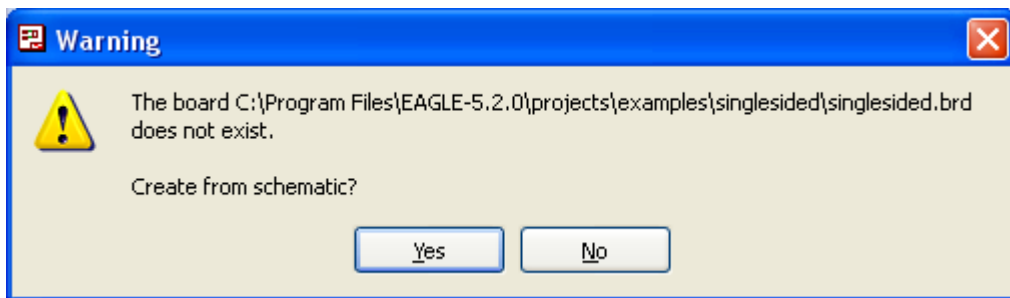 Warning
The board C:\Program Files\EAGLE-5.2.0\projects\examples\singlesided\singlesided.brd
does not exist.
Create from schematic?
Yes No